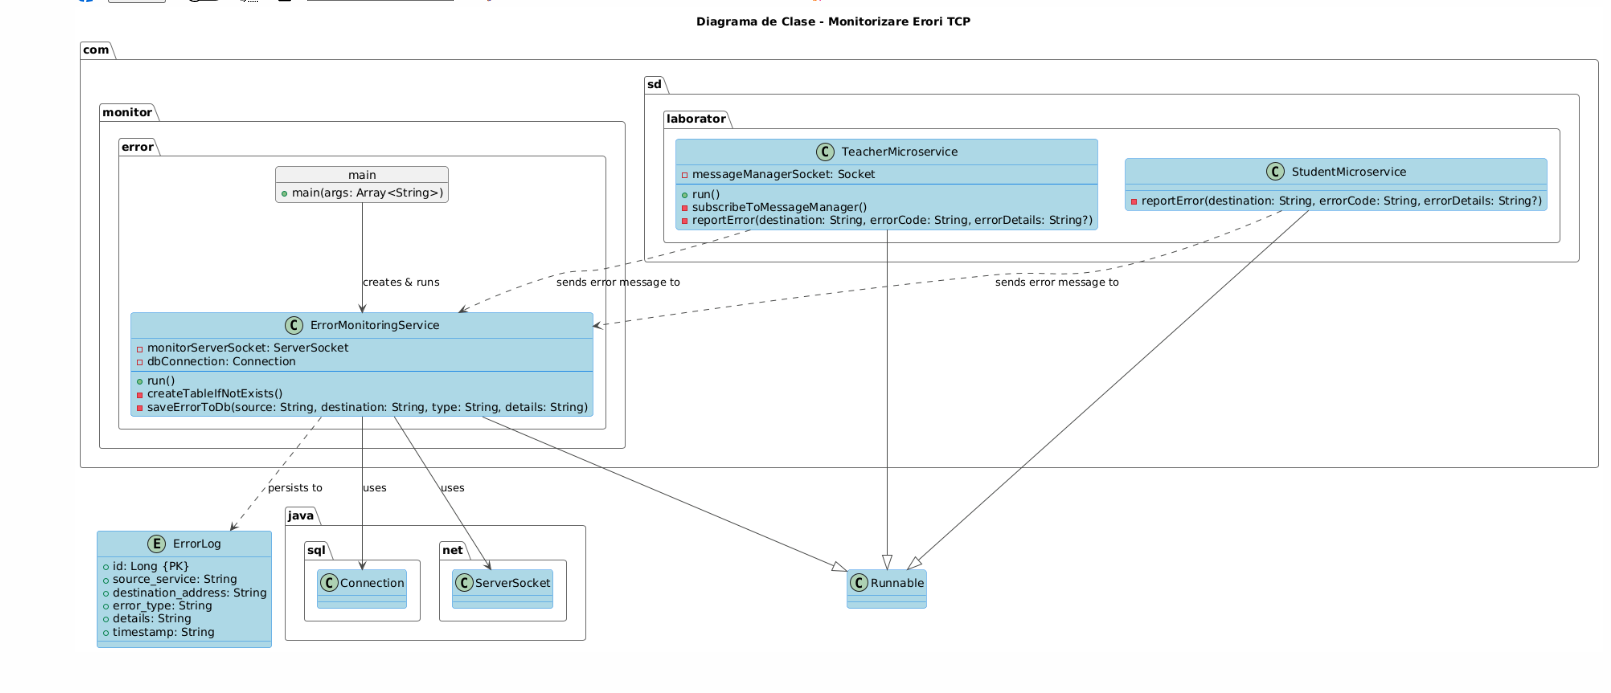 Diagrama de Clase - Monitorizare Erori TCP
com
monitor
error
main
main(args: Array<String>)
sd
laborator
C TeacherMicroservice
messageManagerSocket: Socket
run()
subscribeToMessageManager()
reportError(destination: String, errorCode: String, errorDetails: String?)
C StudentMicroservice
reportError(destination: String, errorCode: String, errorDetails: String?)
creates & runs
sends error message to
sends error message to
C ErrorMonitoringService
monitorServerSocket: ServerSocket
dbConnection: Connection
run()
createTableIfNotExists()
saveErrorToDb(source: String, destination: String, type: String, details: String)
persists to
uses
uses
E ErrorLog
id: Long {PK}
source_service: String
destination_address: String
error_type: String
details: String
timestamp: String
java
sql
C Connection
net
C ServerSocket
C Runnable